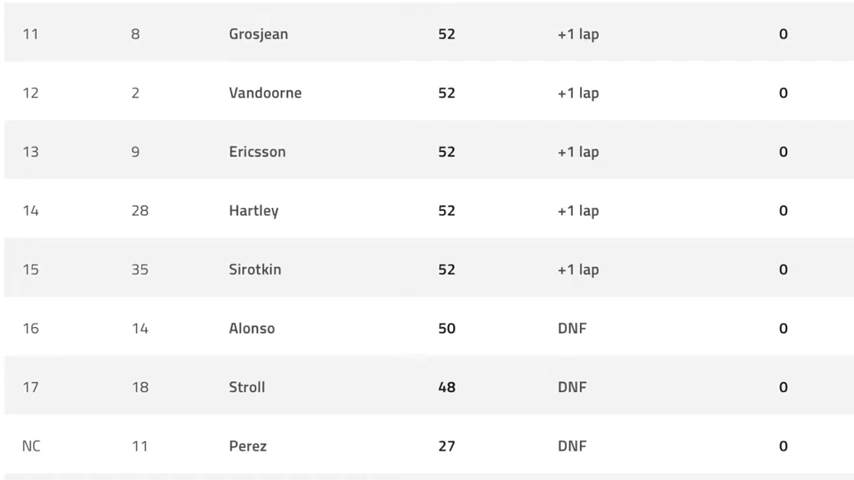 11 8 Grosjean 52 +1 lap 0
12 2 Vandoorne 52 +1 lap 0
13 9 Ericsson 52 +1 lap 0
14 28 Hartley 52 +1 lap 0
15 35 Sirotkin 52 +1 lap 0
16 14 Alonso 50 DNF 0
17 18 Stroll 48 DNF 0
NC 11 Perez 27 DNF 0